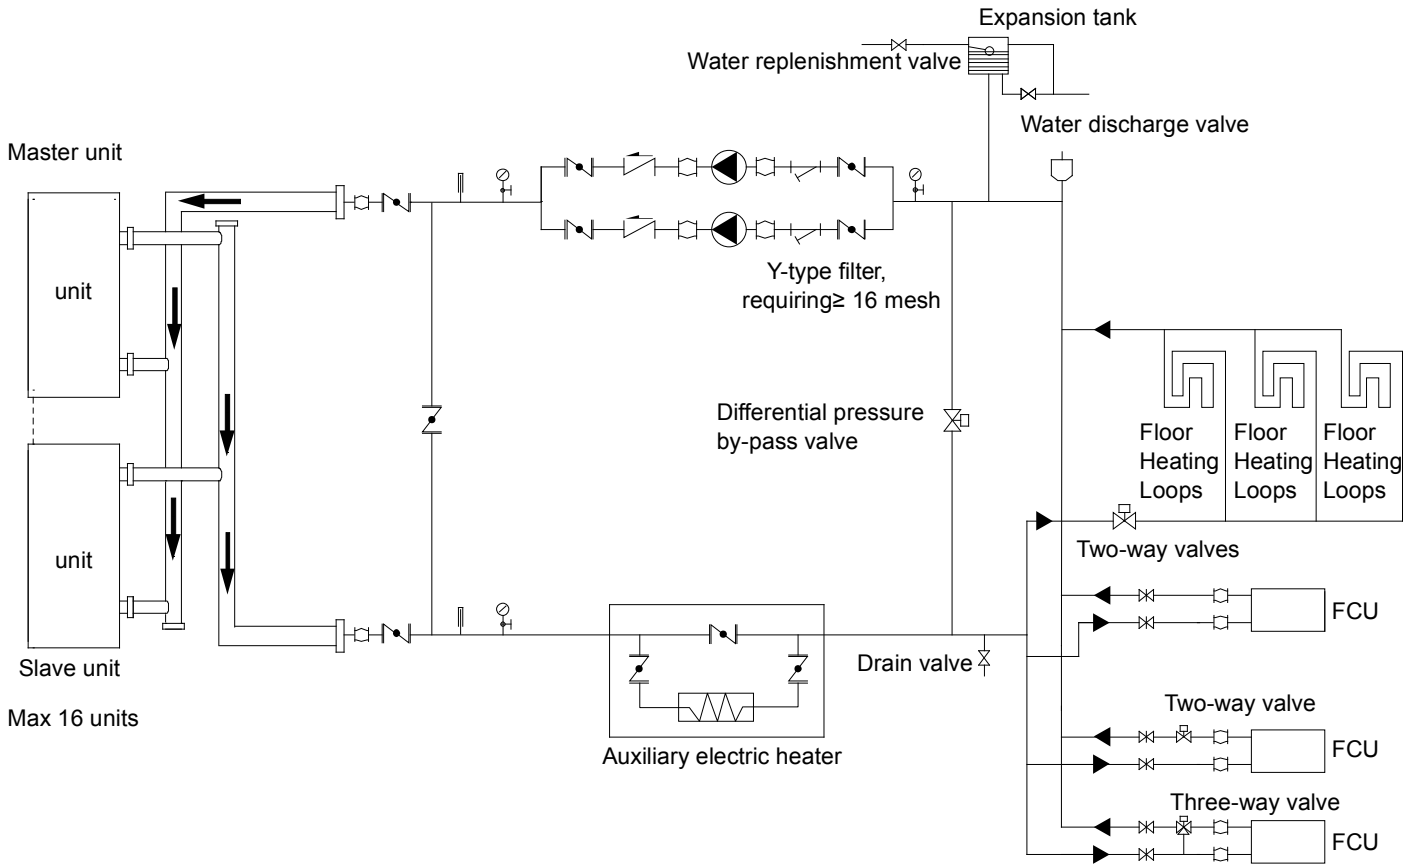 Expansion tank
Water replenishment valve
Water discharge valve
Master unit
unit
Y-type filter,
requiring≥ 16 mesh
Differential pressure
by-pass valve
Floor
Heating
Loops
Floor
Heating
Loops
Floor
Heating
Loops
Two-way valves
unit
FCU
Slave unit
Drain valve
Max 16 units
Two-way valve
FCU
Auxiliary electric heater
Three-way valve
FCU